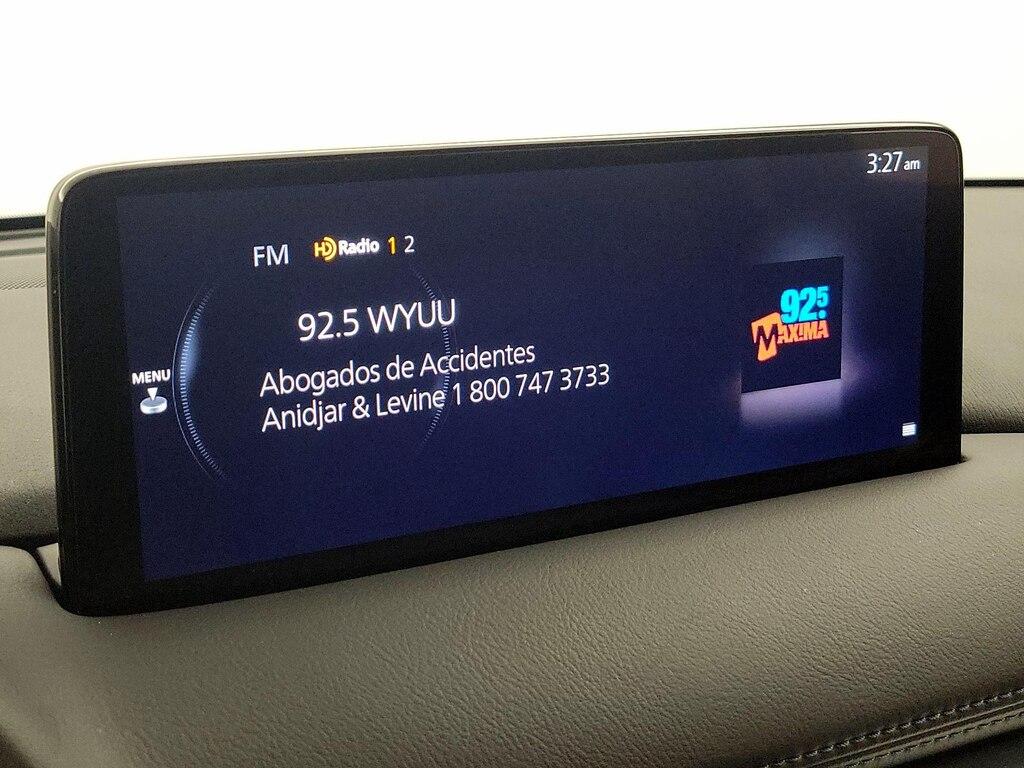 3:27 am
FM HD Radio 1 2
92.5 WYUU
Abogados de Accidentes
Anidjar & Levine 1 800 747 3733
MENU
92.5
MAXIMA